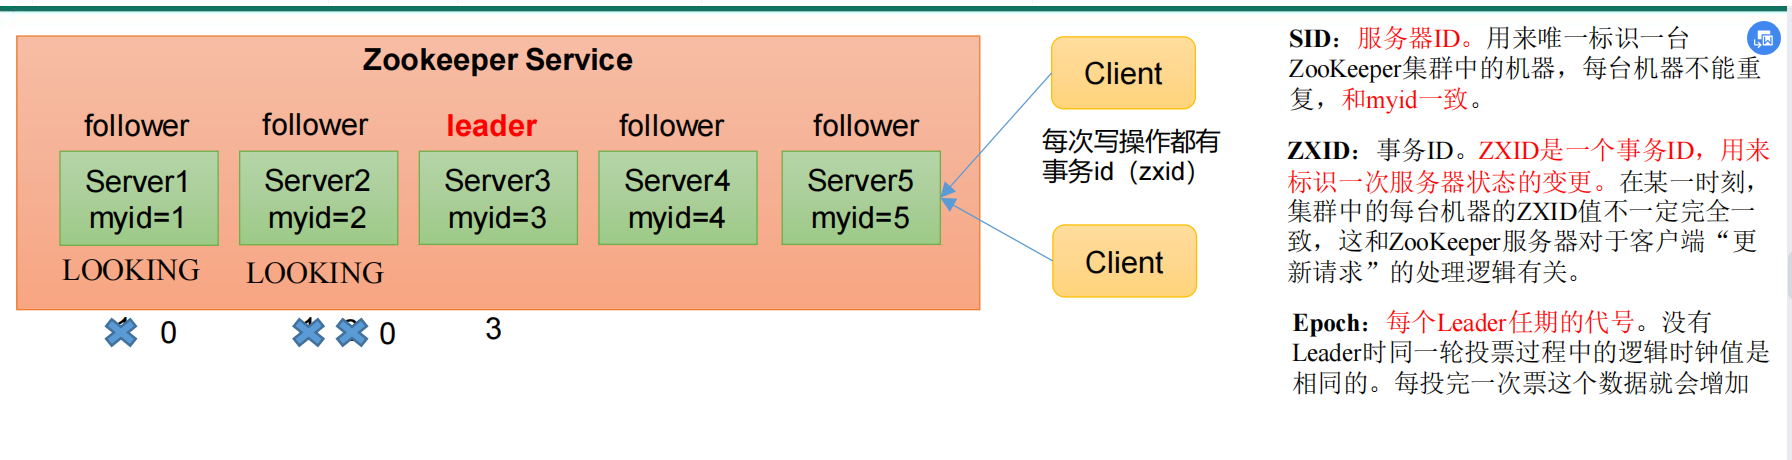 Zookeeper Service
follower
follower
leader
follower
follower
Server1
myid=1
Server2
myid=2
Server3
myid=3
Server4
myid=4
Server5
myid=5
LOOKING
LOOKING
0
0
3
Client
每次写操作都有
事务id（zxid）
Client
SID：服务器ID。用来唯一标识一台
ZooKeeper集群中的机器，每台机器不能重
复，和myid一致。
ZXID：事务ID。ZXID是一个事务ID，用来
标识一次服务器状态的变更。在某一时刻，
集群中的每台机器的ZXID值不一定完全一
致，这和ZooKeeper服务器对于客户端“更
新请求”的处理逻辑有关。
Epoch：每个Leader任期的代号。没有
Leader时同一轮投票过程中的逻辑时钟值是
相同的。每投完一次票这个数据就会增加